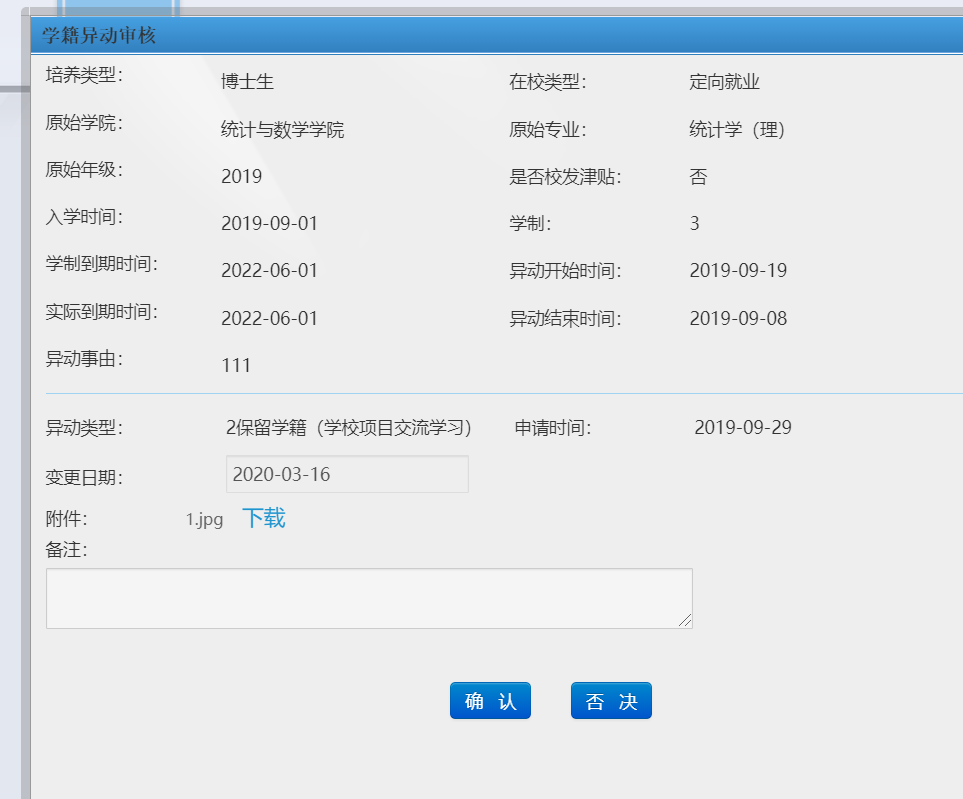 学籍异动审核
培养类型: 博士生 在校类型: 定向就业
原始学院: 统计与数学学院 原始专业: 统计学（理）
原始年级: 2019 是否校发津贴: 否
入学时间: 2019-09-01 学制: 3
学制到期时间: 2022-06-01 异动开始时间: 2019-09-19
实际到期时间: 2022-06-01 异动结束时间: 2019-09-08
异动事由: 111
异动类型: 2保留学籍（学校项目交流学习） 申请时间: 2019-09-29
变更日期: 2020-03-16
附件: 1.jpg 下载
备注:
确 认 否 决